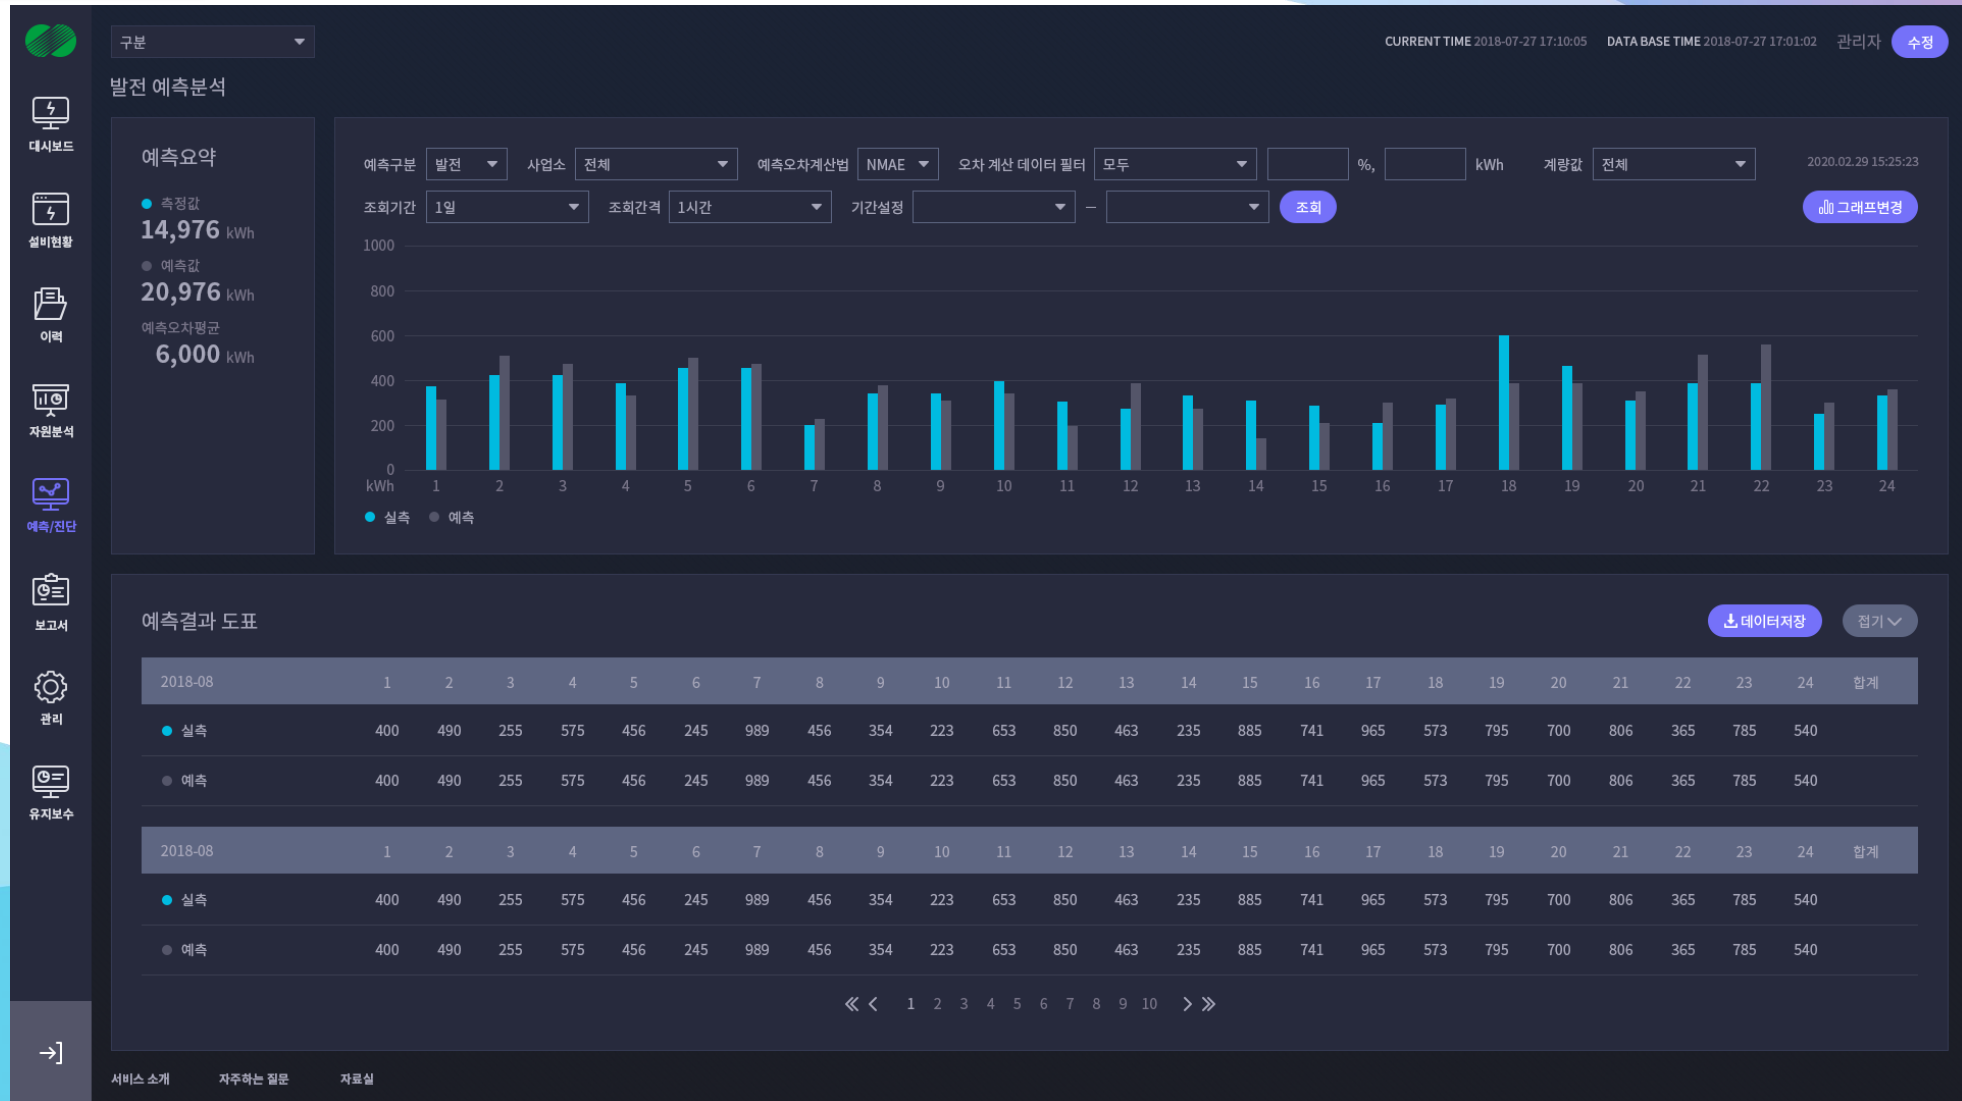 구분
CURRENT TIME 2018-07-27 17:10:05 DATA BASE TIME 2018-07-27 17:01:02 관리자 수정
발전 예측분석
대시보드
설비현황
이력
자원분석
예측/진단
보고서
관리
유지보수
예측요약
측정값
14,976 kWh
예측값
20,976 kWh
예측오차평균
6,000 kWh
예측구분 발전 사업소 전체 예측오차계산법 NMAE 오차 계산 데이터 필터 모두 %, kWh 계량값 전체 2020.02.29 15:25:23
조회기간 1일 조회간격 1시간 기간설정 – 조회 그래프변경
1000
800
600
400
200
0
kWh 1 2 3 4 5 6 7 8 9 10 11 12 13 14 15 16 17 18 19 20 21 22 23 24
실측 예측
예측결과 도표 데이터저장 접기
2018-08 1 2 3 4 5 6 7 8 9 10 11 12 13 14 15 16 17 18 19 20 21 22 23 24 합계
실측 400 490 255 575 456 245 989 456 354 223 653 850 463 235 885 741 965 573 795 700 806 365 785 540
예측 400 490 255 575 456 245 989 456 354 223 653 850 463 235 885 741 965 573 795 700 806 365 785 540
2018-08 1 2 3 4 5 6 7 8 9 10 11 12 13 14 15 16 17 18 19 20 21 22 23 24 합계
실측 400 490 255 575 456 245 989 456 354 223 653 850 463 235 885 741 965 573 795 700 806 365 785 540
예측 400 490 255 575 456 245 989 456 354 223 653 850 463 235 885 741 965 573 795 700 806 365 785 540
1 2 3 4 5 6 7 8 9 10
서비스 소개 자주하는 질문 자료실